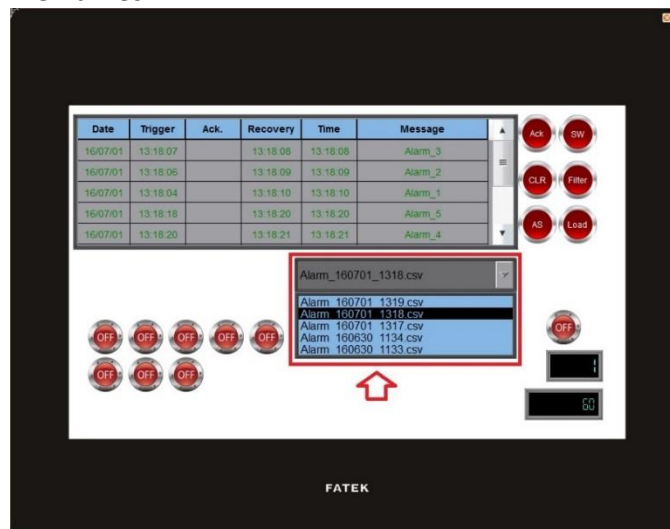 Date Trigger Ack. Recovery Time Message
16/07/01 13:18:07 13:18:08 13:18:08 Alarm_3
16/07/01 13:18:06 13:18:09 13:18:09 Alarm_2
16/07/01 13:18:04 13:18:10 13:18:10 Alarm_1
16/07/01 13:18:18 13:18:20 13:18:20 Alarm_5
16/07/01 13:18:20 13:18:21 13:18:21 Alarm_4
Ack SW
CLR Filter
AS Load
Alarm_160701_1318.csv
Alarm_160701_1319.csv
Alarm_160701_1318.csv
Alarm_160701_1317.csv
Alarm_160630_1134.csv
Alarm_160630_1133.csv
OFF OFF OFF OFF OFF
OFF OFF OFF
OFF
1
60
FATEK